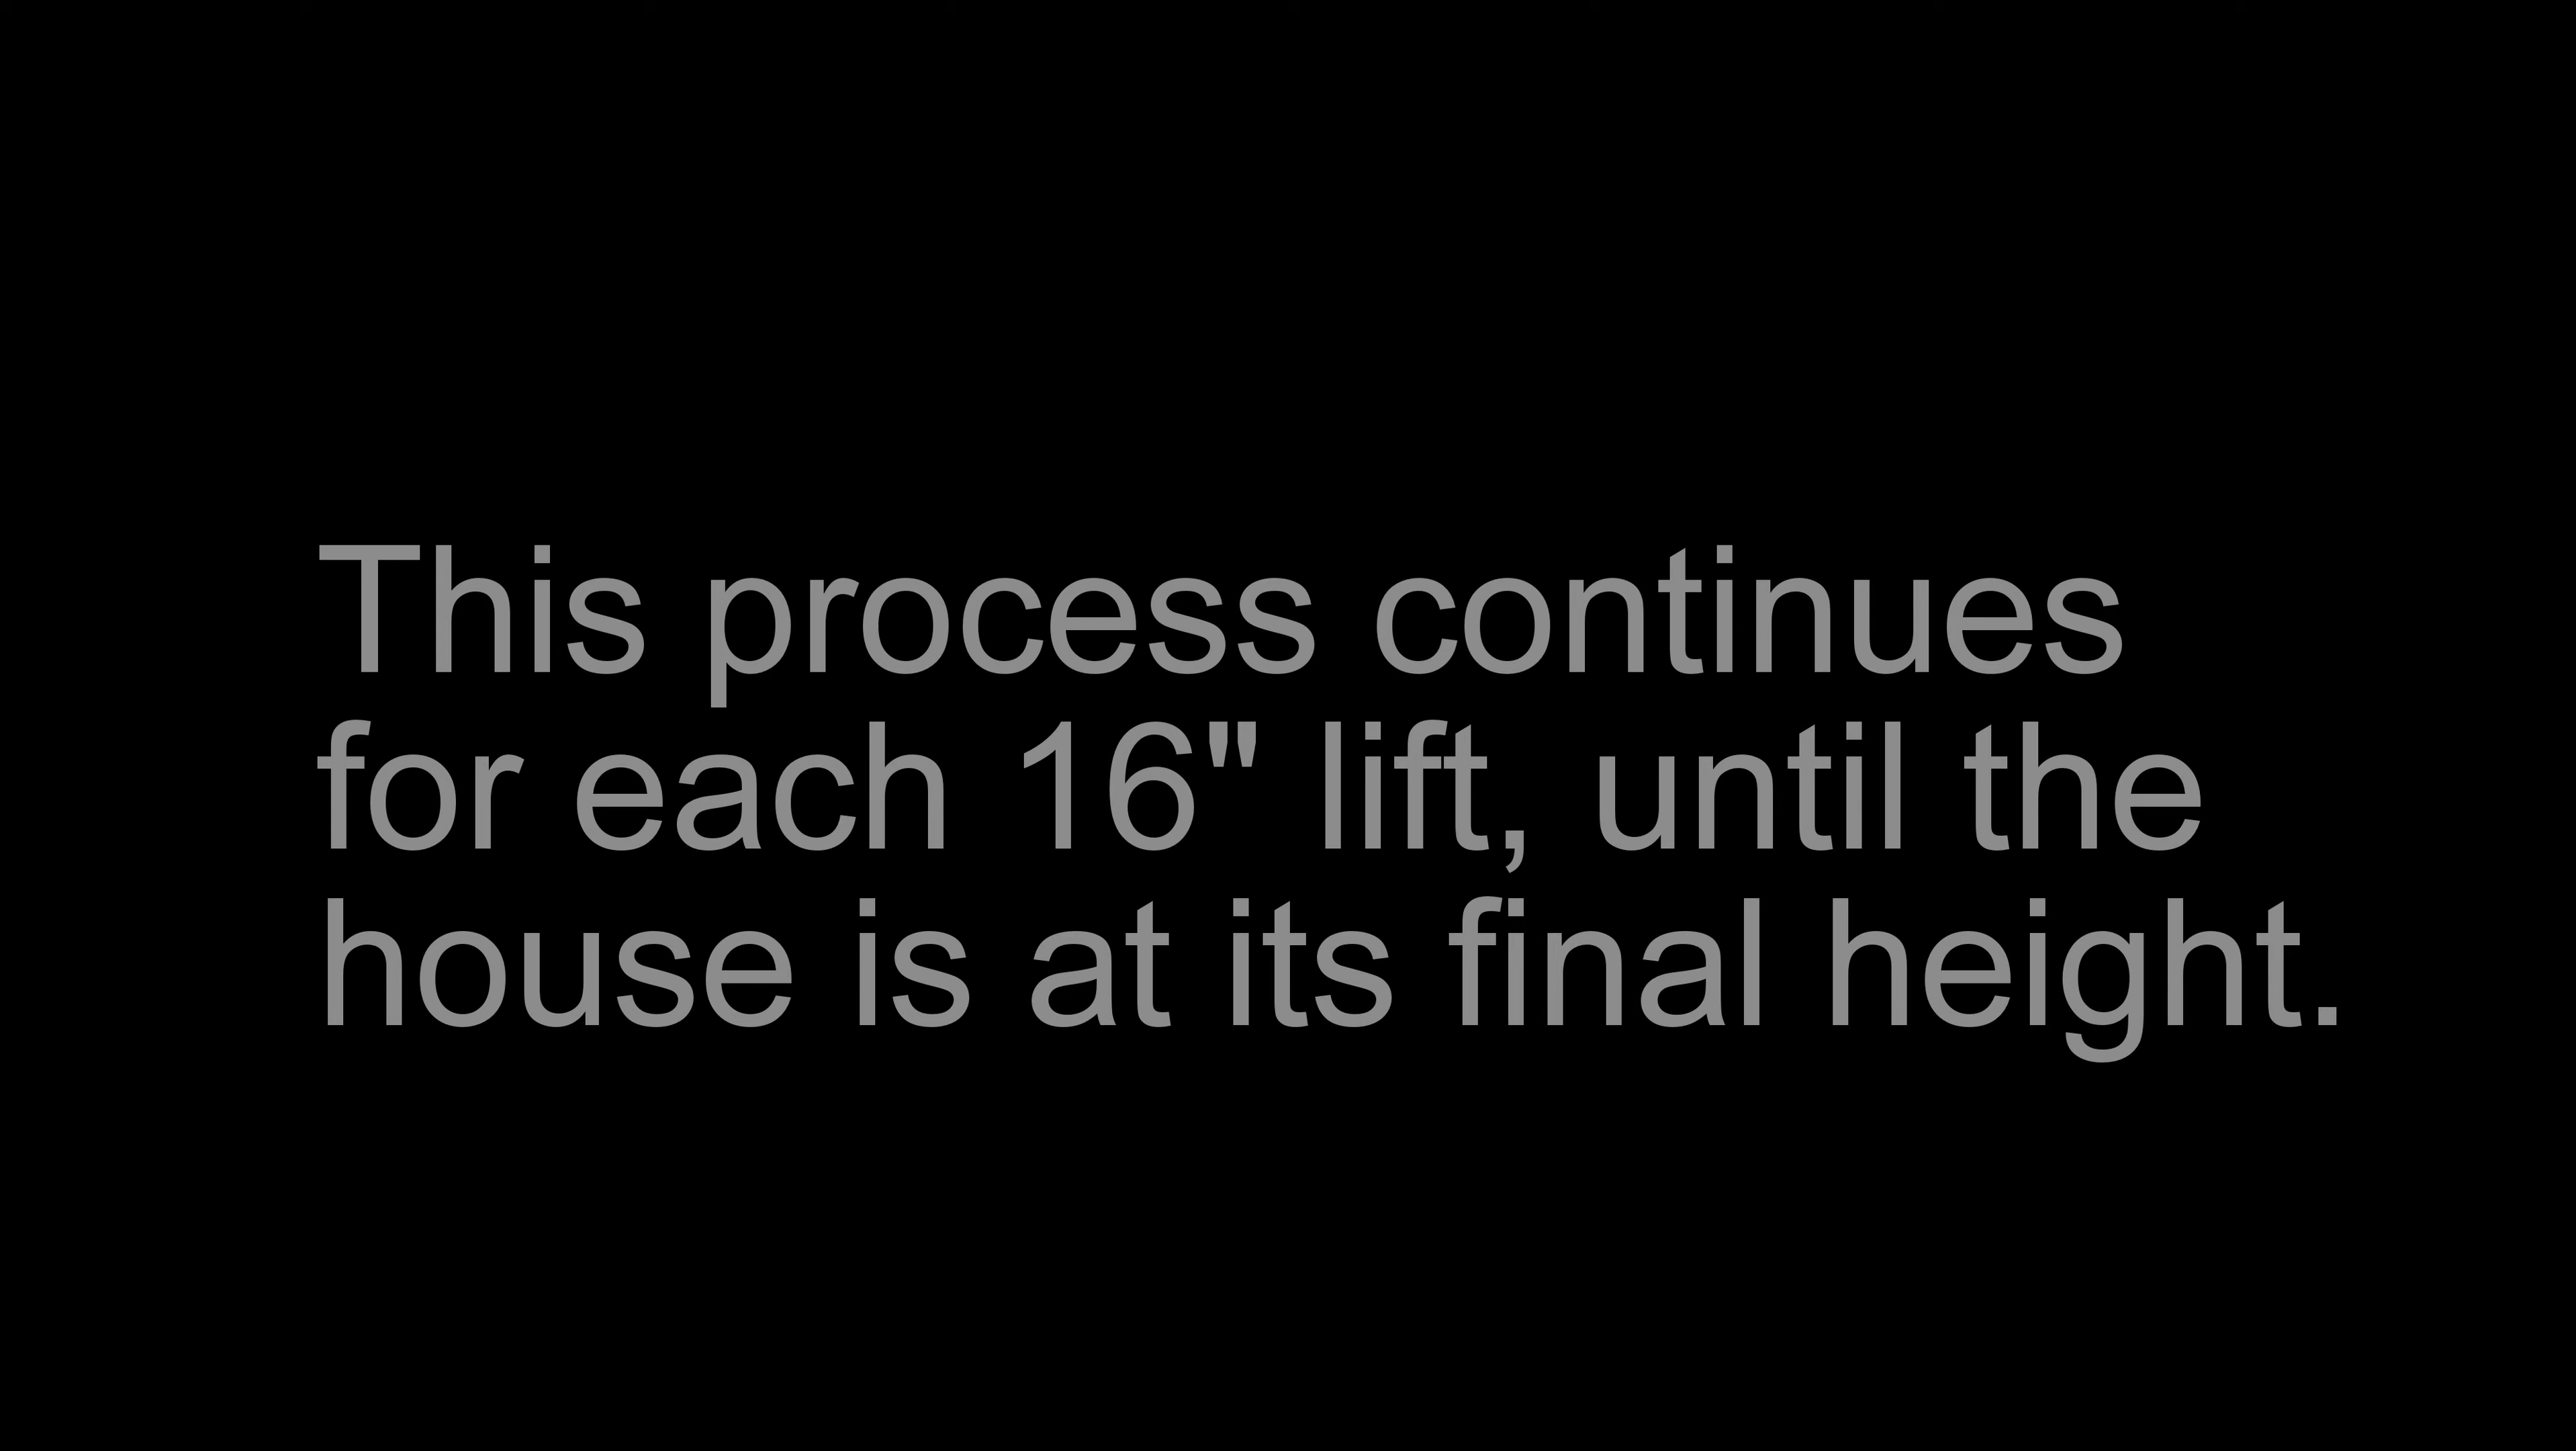 This process continues
for each 16" lift, until the
house is at its final height.